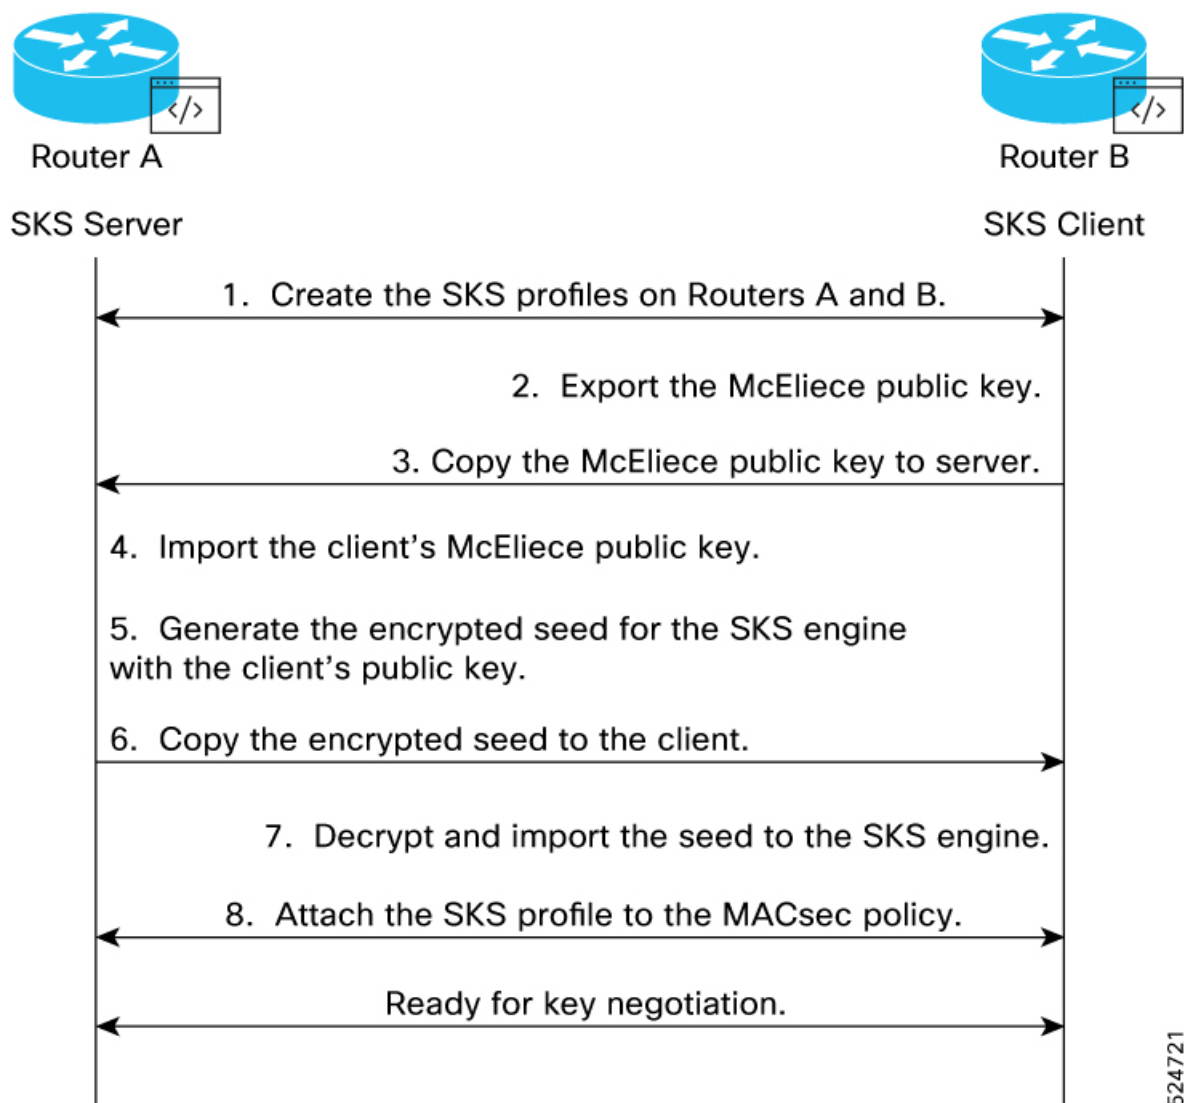 </>
</>
Router A
Router B
SKS Server
SKS Client
1. Create the SKS profiles on Routers A and B.
2. Export the McEliece public key.
3. Copy the McEliece public key to server.
4. Import the client's McEliece public key.
5. Generate the encrypted seed for the SKS engine
with the client's public key.
6. Copy the encrypted seed to the client.
7. Decrypt and import the seed to the SKS engine.
8. Attach the SKS profile to the MACsec policy.
Ready for key negotiation.
524721